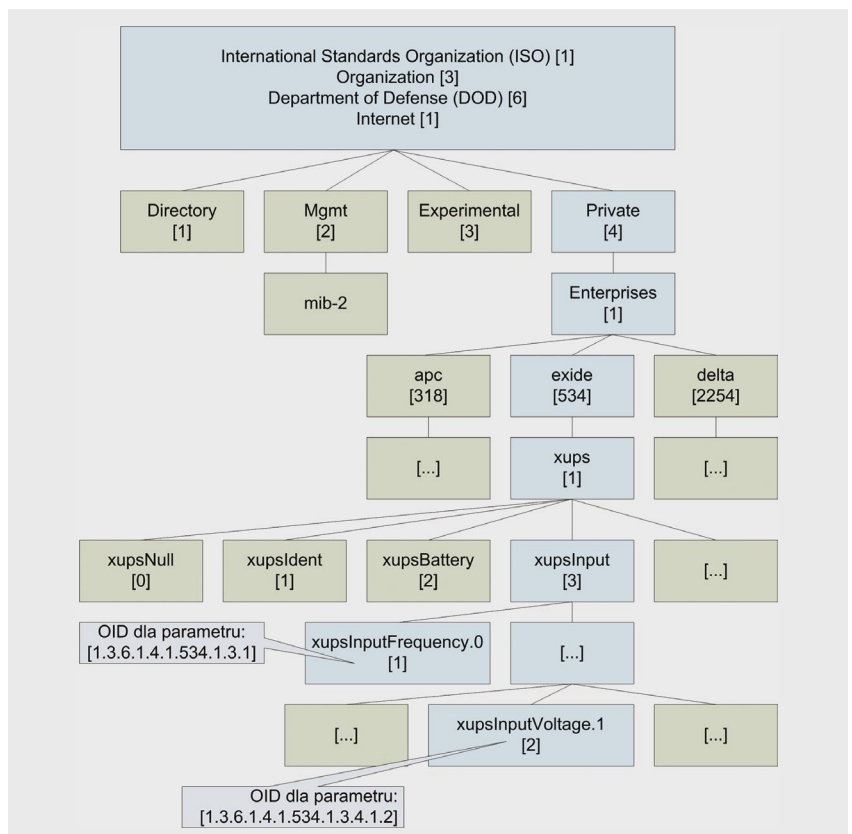 International Standards Organization (ISO) [1]
Organization [3]
Department of Defense (DOD) [6]
Internet [1]
Directory
[1]
Mgmt
[2]
Experimental
[3]
Private
[4]
mib-2
Enterprises
[1]
apc
[318]
exide
[534]
delta
[2254]
[...]
xups
[1]
[...]
xupsNull
[0]
xupsIdent
[1]
xupsBattery
[2]
xupsInput
[3]
[...]
OID dla parametru:
[1.3.6.1.4.1.534.1.3.1]
xupsInputFrequency.0
[1]
[...]
[...]
xupsInputVoltage.1
[2]
[...]
OID dla parametru:
[1.3.6.1.4.1.534.1.3.4.1.2]